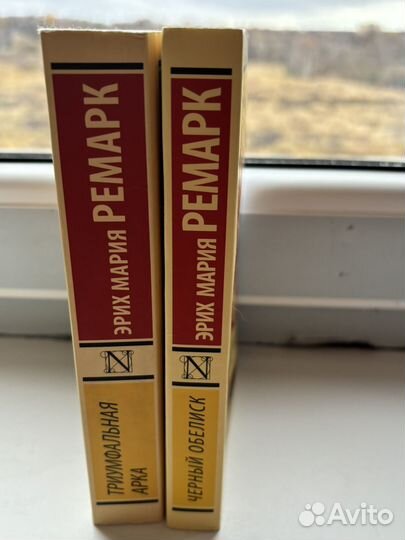 ЭРИХ МАРИЯ РЕМАРК
ТРИУМФАЛЬНАЯ
АРКА
ЭРИХ МАРИЯ РЕМАРК
ЧЕРНЫЙ ОБЕЛИСК
Avito